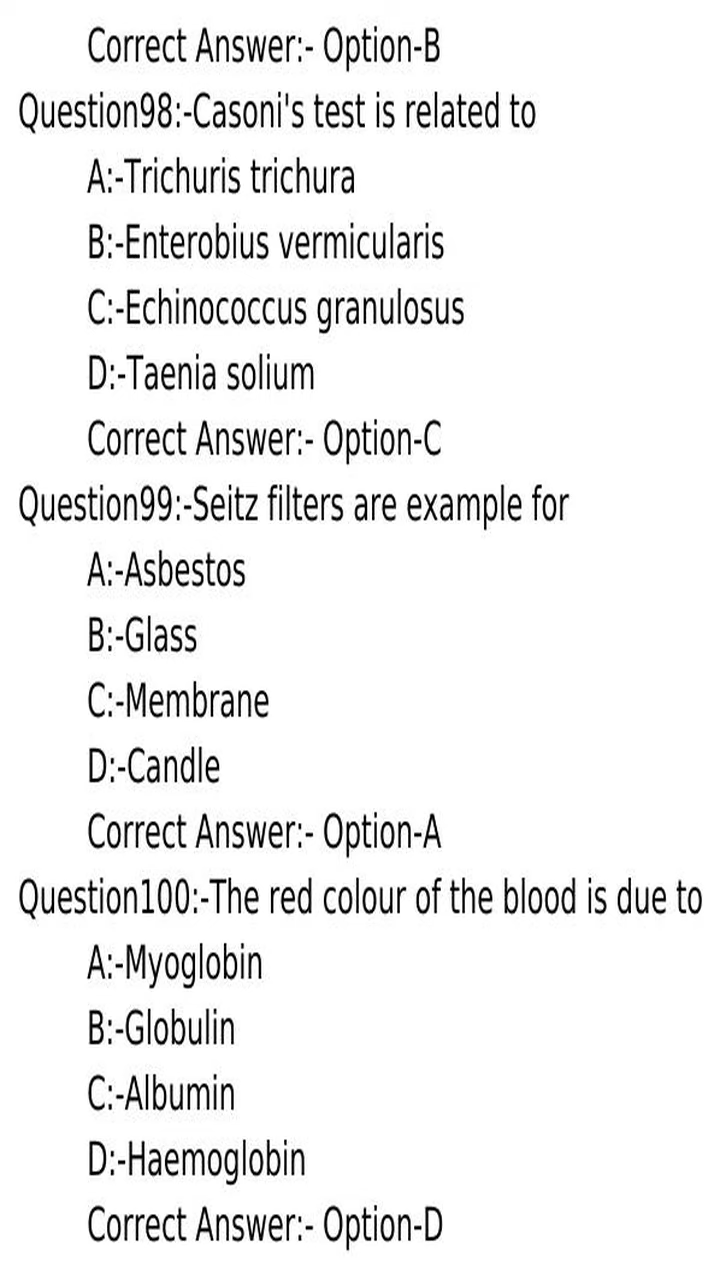 Correct Answer:- Option-B
Question98:-Casoni's test is related to
A:-Trichuris trichura
B:-Enterobius vermicularis
C:-Echinococcus granulosus
D:-Taenia solium
Correct Answer:- Option-C
Question99:-Seitz filters are example for
A:-Asbestos
B:-Glass
C:-Membrane
D:-Candle
Correct Answer:- Option-A
Question100:-The red colour of the blood is due to
A:-Myoglobin
B:-Globulin
C:-Albumin
D:-Haemoglobin
Correct Answer:- Option-D